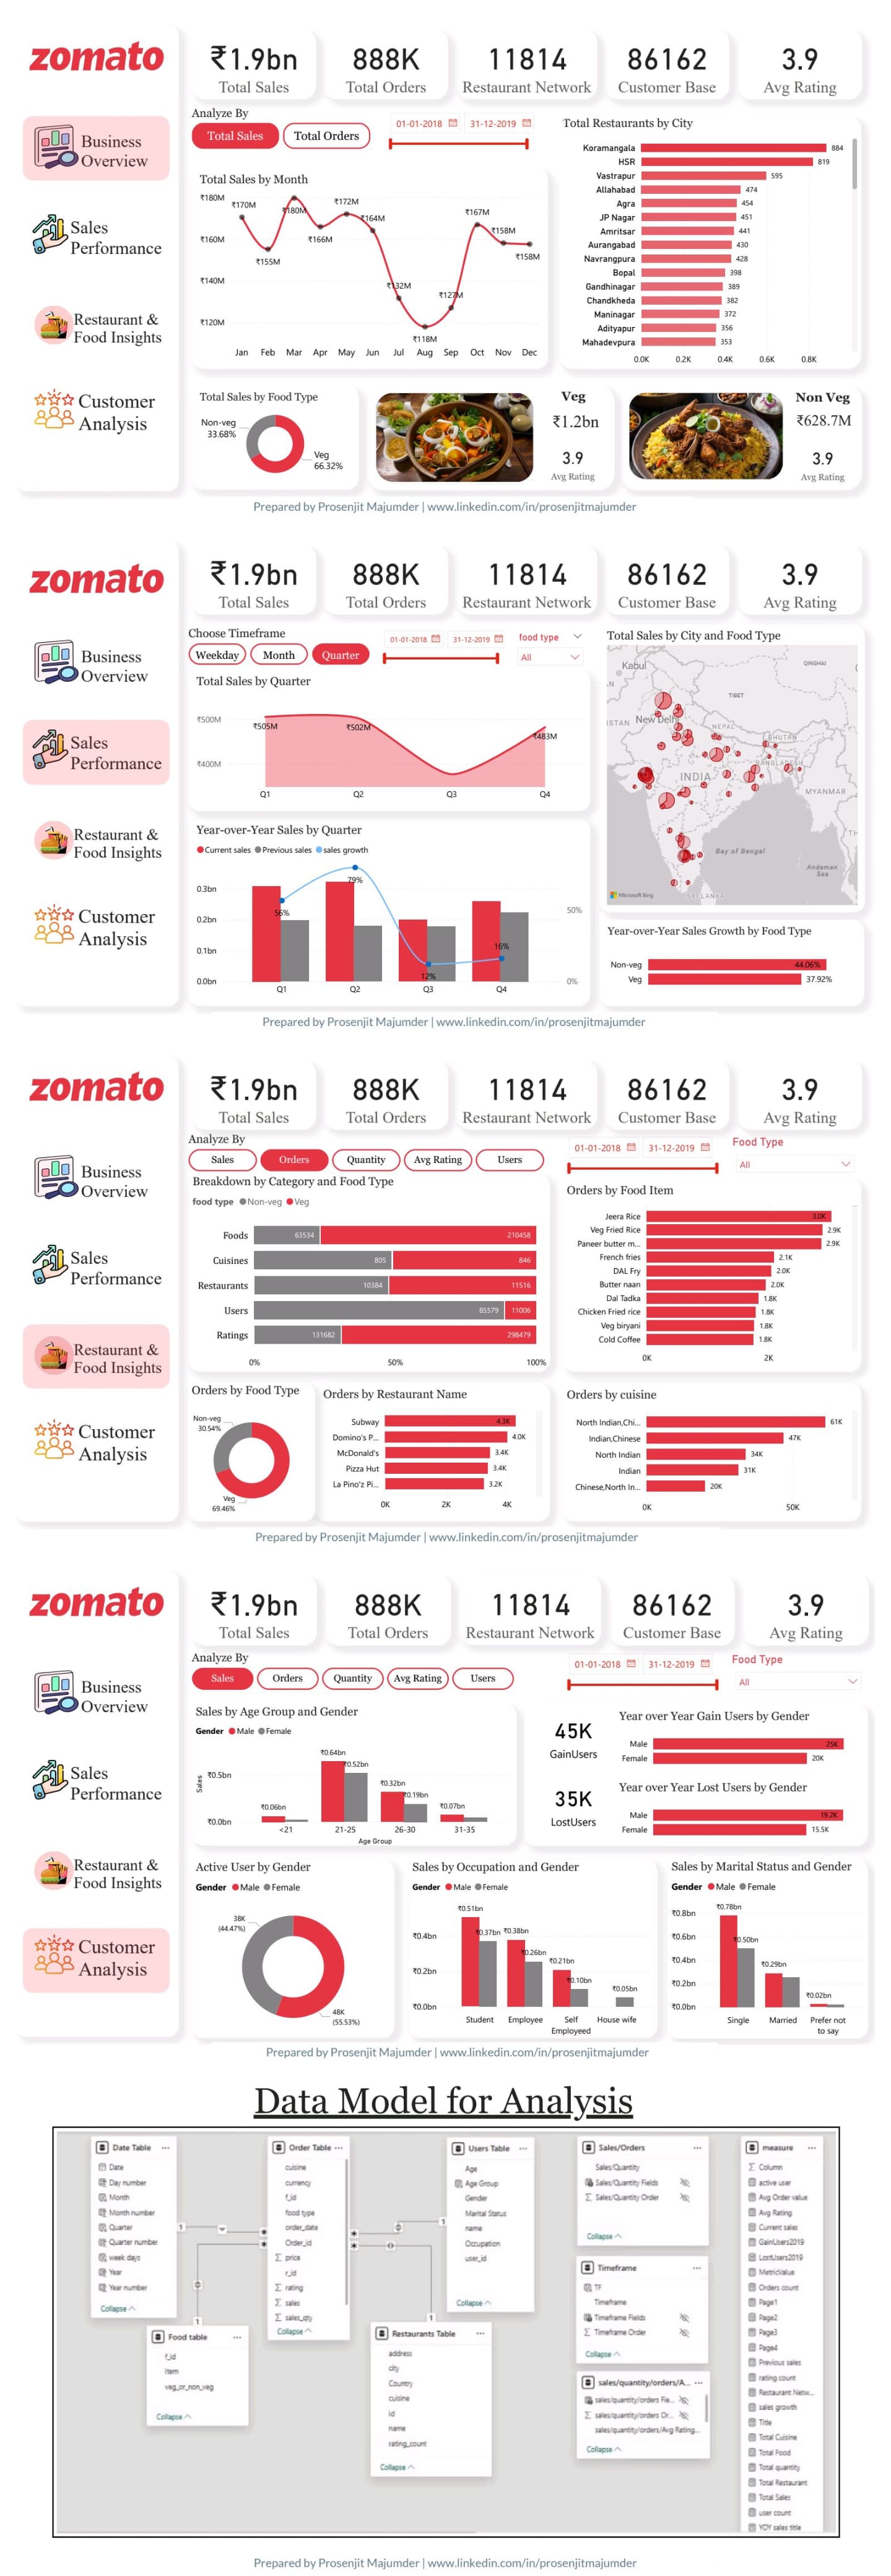 zomato
₹1.9bn
Total Sales
888K
Total Orders
11814
Restaurant Network
86162
Customer Base
3.9
Avg Rating
Business
Overview
Sales
Performance
Restaurant &
Food Insights
Customer
Analysis
Analyze By
Total Sales
Total Orders
01-01-2018
31-12-2019
Total Sales by Month
₹180M
₹160M
₹140M
₹120M
₹170M
₹155M
₹180M
₹166M
₹172M
₹164M
₹132M
₹118M
₹127M
₹167M
₹158M
₹158M
Jan Feb Mar Apr May Jun Jul Aug Sep Oct Nov Dec
Total Restaurants by City
Koramangala 884
HSR 819
Vastrapur 595
Allahabad 474
Agra 454
JP Nagar 451
Amritsar 441
Aurangabad 430
Navrangpura 428
Bopal 398
Gandhinagar 389
Chandkheda 382
Maninagar 372
Adityapur 356
Mahadevpura 353
0.0K 0.2K 0.4K 0.6K 0.8K
Total Sales by Food Type
Non-veg
33.68%
Veg
66.32%
Veg
₹1.2bn
3.9
Avg Rating
Non Veg
₹628.7M
3.9
Avg Rating
Prepared by Prosenjit Majumder | www.linkedin.com/in/prosenjitmajumder
zomato
₹1.9bn
Total Sales
888K
Total Orders
11814
Restaurant Network
86162
Customer Base
3.9
Avg Rating
Business
Overview
Sales
Performance
Restaurant &
Food Insights
Customer
Analysis
Choose Timeframe
Weekday
Month
Quarter
01-01-2018
31-12-2019
food type
All
Total Sales by Quarter
₹500M
₹400M
₹505M
₹502M
₹483M
Q1 Q2 Q3 Q4
Year-over-Year Sales by Quarter
Current sales Previous sales sales growth
0.3bn
0.2bn
0.1bn
0.0bn
56%
79%
12%
16%
50%
0%
Q1 Q2 Q3 Q4
Total Sales by City and Food Type
Kabul
QINGHAI
TIBET
ISTAN
New Delhi
NEPAL
BHUTAN
BANGLADESH
INDIA
MYANMAR
TH
Bay of Bengal
Andaman
Sea
Microsoft Bing
SRI LANKA
Year-over-Year Sales Growth by Food Type
Non-veg 44.06%
Veg 37.92%
Prepared by Prosenjit Majumder | www.linkedin.com/in/prosenjitmajumder
zomato
₹1.9bn
Total Sales
888K
Total Orders
11814
Restaurant Network
86162
Customer Base
3.9
Avg Rating
Business
Overview
Sales
Performance
Restaurant &
Food Insights
Customer
Analysis
Analyze By
Sales
Orders
Quantity
Avg Rating
Users
01-01-2018
31-12-2019
Food Type
All
Breakdown by Category and Food Type
food type Non-veg Veg
Foods 63534 210458
Cuisines 805 846
Restaurants 10384 11516
Users 85579 11006
Ratings 131682 298479
0% 50% 100%
Orders by Food Item
Jeera Rice 3.0K
Veg Fried Rice 2.9K
Paneer butter m... 2.9K
French fries 2.1K
DAL Fry 2.0K
Butter naan 2.0K
Dal Tadka 1.8K
Chicken Fried rice 1.8K
Veg biryani 1.8K
Cold Coffee 1.8K
0K 2K
Orders by Food Type
Non-veg
30.54%
Veg
69.46%
Orders by Restaurant Name
Subway 4.3K
Domino's P... 4.0K
McDonald's 3.4K
Pizza Hut 3.4K
La Pino'z Pi... 3.2K
0K 2K 4K
Orders by cuisine
North Indian,Chi... 61K
Indian,Chinese 47K
North Indian 34K
Indian 31K
Chinese,North In... 20K
0K 50K
Prepared by Prosenjit Majumder | www.linkedin.com/in/prosenjitmajumder
zomato
₹1.9bn
Total Sales
888K
Total Orders
11814
Restaurant Network
86162
Customer Base
3.9
Avg Rating
Business
Overview
Sales
Performance
Restaurant &
Food Insights
Customer
Analysis
Analyze By
Sales
Orders
Quantity
Avg Rating
Users
01-01-2018
31-12-2019
Food Type
All
Sales by Age Group and Gender
Gender Male Female
Sales
₹0.5bn
₹0.0bn
₹0.06bn
₹0.64bn
₹0.52bn
₹0.32bn
₹0.19bn
₹0.07bn
<21 21-25 26-30 31-35
Age Group
45K
GainUsers
35K
LostUsers
Year over Year Gain Users by Gender
Male 25K
Female 20K
Year over Year Lost Users by Gender
Male 19.2K
Female 15.5K
Active User by Gender
Gender Male Female
38K
(44.47%)
48K
(55.53%)
Sales by Occupation and Gender
Gender Male Female
₹0.4bn
₹0.2bn
₹0.0bn
₹0.51bn
₹0.37bn
₹0.38bn
₹0.26bn
₹0.21bn
₹0.10bn
₹0.05bn
Student Employee Self House wife
Employeed
Sales by Marital Status and Gender
Gender Male Female
₹0.8bn
₹0.6bn
₹0.4bn
₹0.2bn
₹0.0bn
₹0.78bn
₹0.50bn
₹0.29bn
₹0.02bn
Single Married Prefer not
to say
Prepared by Prosenjit Majumder | www.linkedin.com/in/prosenjitmajumder
Data Model for Analysis
Date Table
Date
Day number
Month
Month number
Quarter
Quarter number
week days
Year
Year number
Collapse
Order Table
cuisine
currency
f_id
food type
order_date
Order_id
price
r_id
rating
sales
sales_qty
Collapse
Users Table
Age
Age Group
Gender
Marital Status
name
Occupation
user_id
Collapse
Food table
f_id
item
veg_or_non_veg
Collapse
Restaurants Table
address
city
Country
cuisine
id
name
rating_count
Collapse
Sales/Orders
Sales/Quantity
Sales/Quantity Fields
Sales/Quantity Order
Collapse
Timeframe
TF
Timeframe
Timeframe Fields
Timeframe Order
Collapse
sales/quantity/orders/A...
sales/quantity/orders Fie...
sales/quantity/orders Or...
sales/quantity/orders/Avg Rating...
Collapse
measure
Column
active user
Avg Order value
Avg Rating
Current sales
GainUsers2019
LostUsers2019
MetricValue
Orders count
Page1
Page2
Page3
Page4
Previous sales
rating count
Restaurant Netw...
sales growth
Title
Total Cuisine
Total Food
Total quantity
Total Restaurant
Total Sales
user count
YOY sales title
Prepared by Prosenjit Majumder | www.linkedin.com/in/prosenjitmajumder